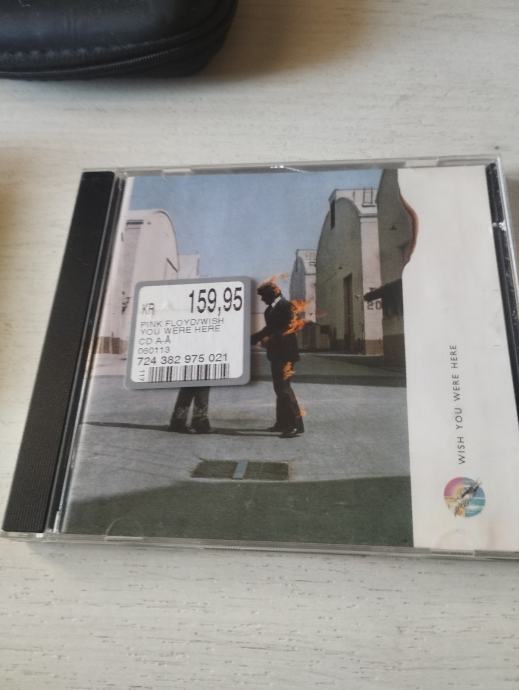 KR 159,95
PINK FLOYD/WISH
YOU WERE HERE
CD A-Å
060113
724 382 975 021
117
WISH YOU WERE HERE